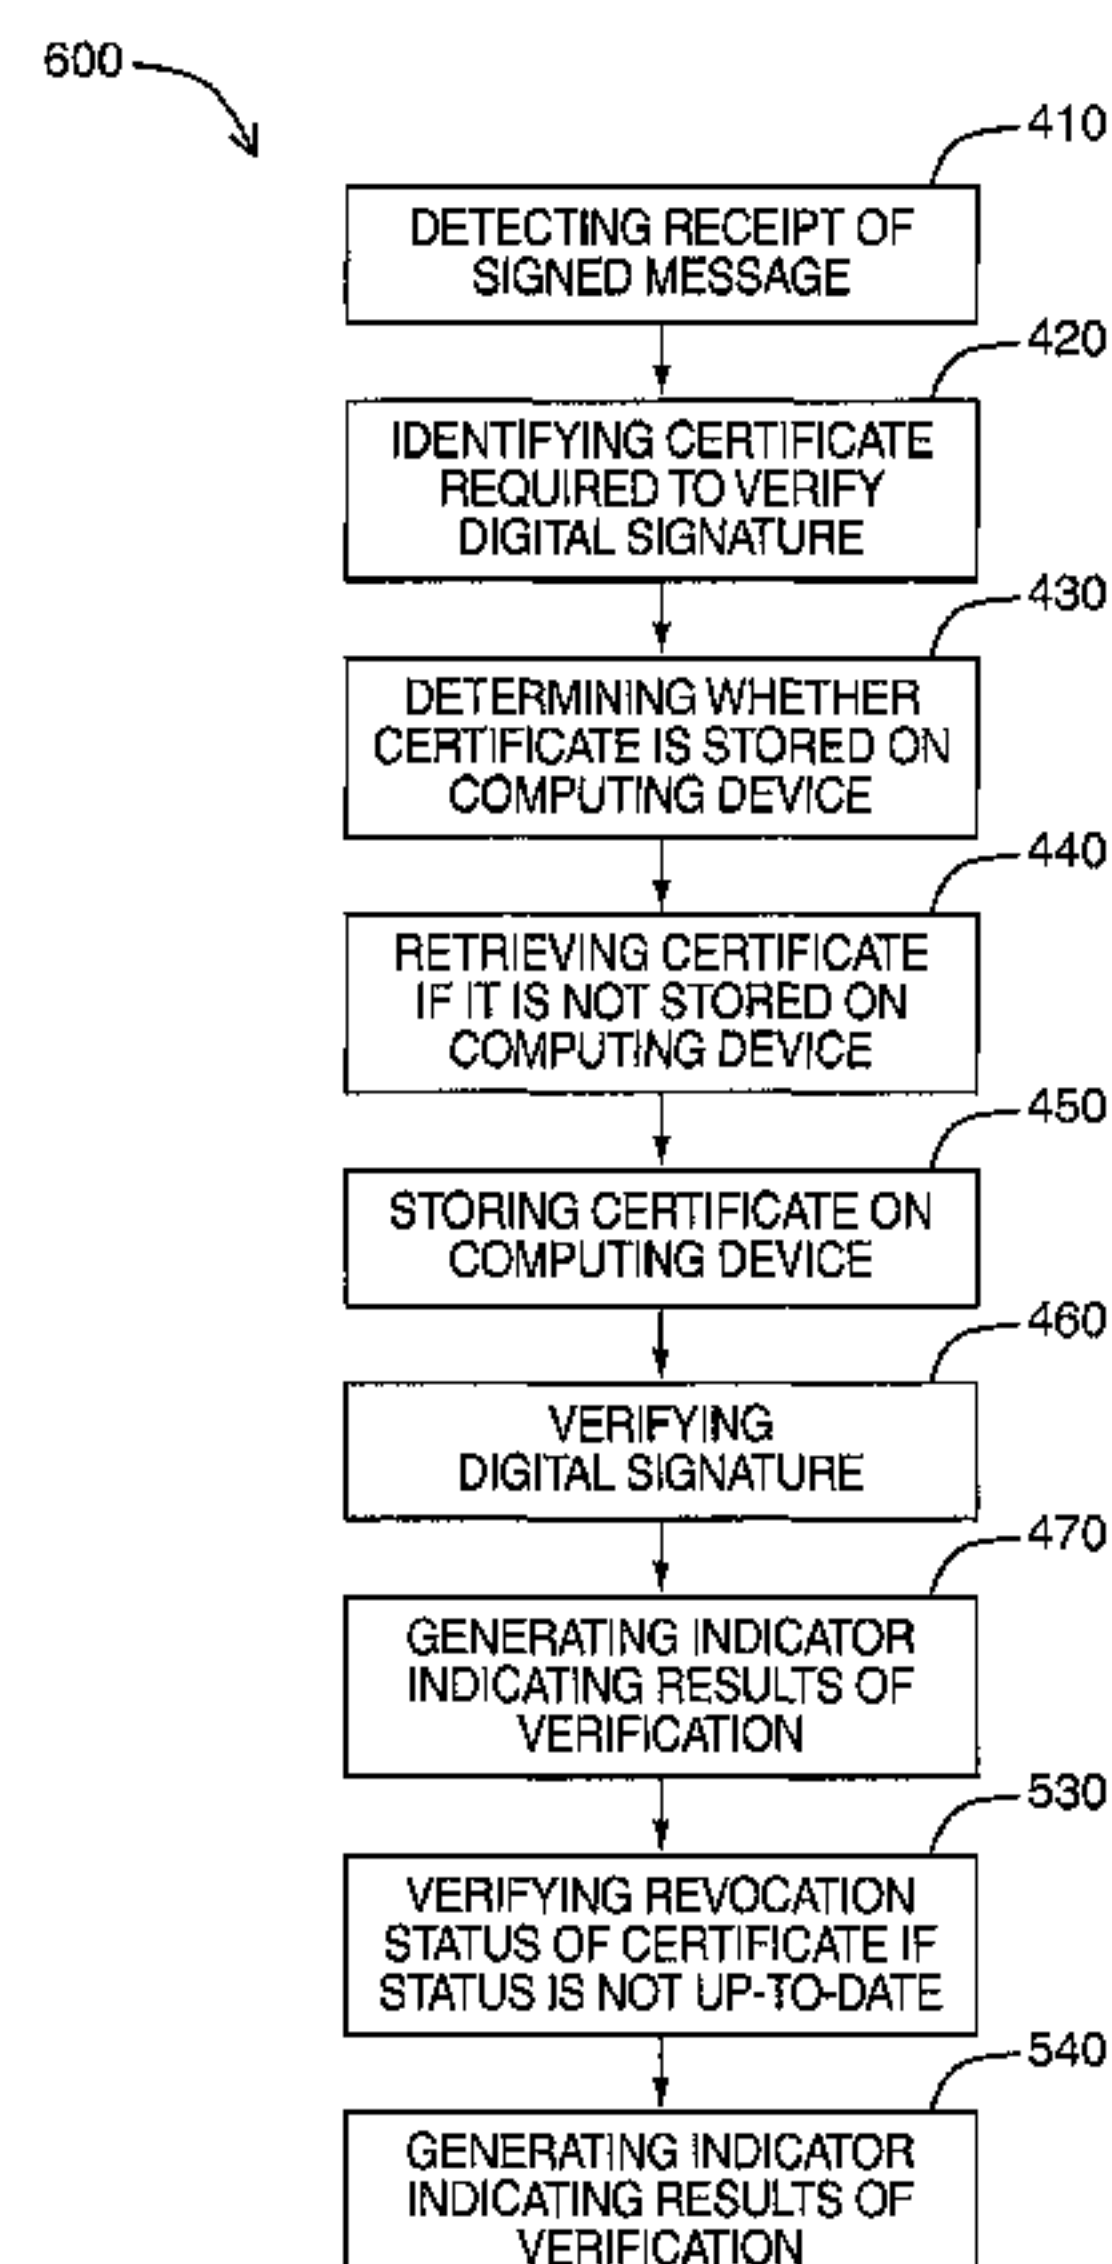 600
410
DETECTING RECEIPT OF
SIGNED MESSAGE
420
IDENTIFYING CERTIFICATE
REQUIRED TO VERIFY
DIGITAL SIGNATURE
430
DETERMINING WHETHER
CERTIFICATE IS STORED ON
COMPUTING DEVICE
440
RETRIEVING CERTIFICATE
IF IT IS NOT STORED ON
COMPUTING DEVICE
450
STORING CERTIFICATE ON
COMPUTING DEVICE
460
VERIFYING
DIGITAL SIGNATURE
470
GENERATING INDICATOR
INDICATING RESULTS OF
VERIFICATION
530
VERIFYING REVOCATION
STATUS OF CERTIFICATE IF
STATUS IS NOT UP-TO-DATE
540
GENERATING INDICATOR
INDICATING RESULTS OF
VERIFICATION